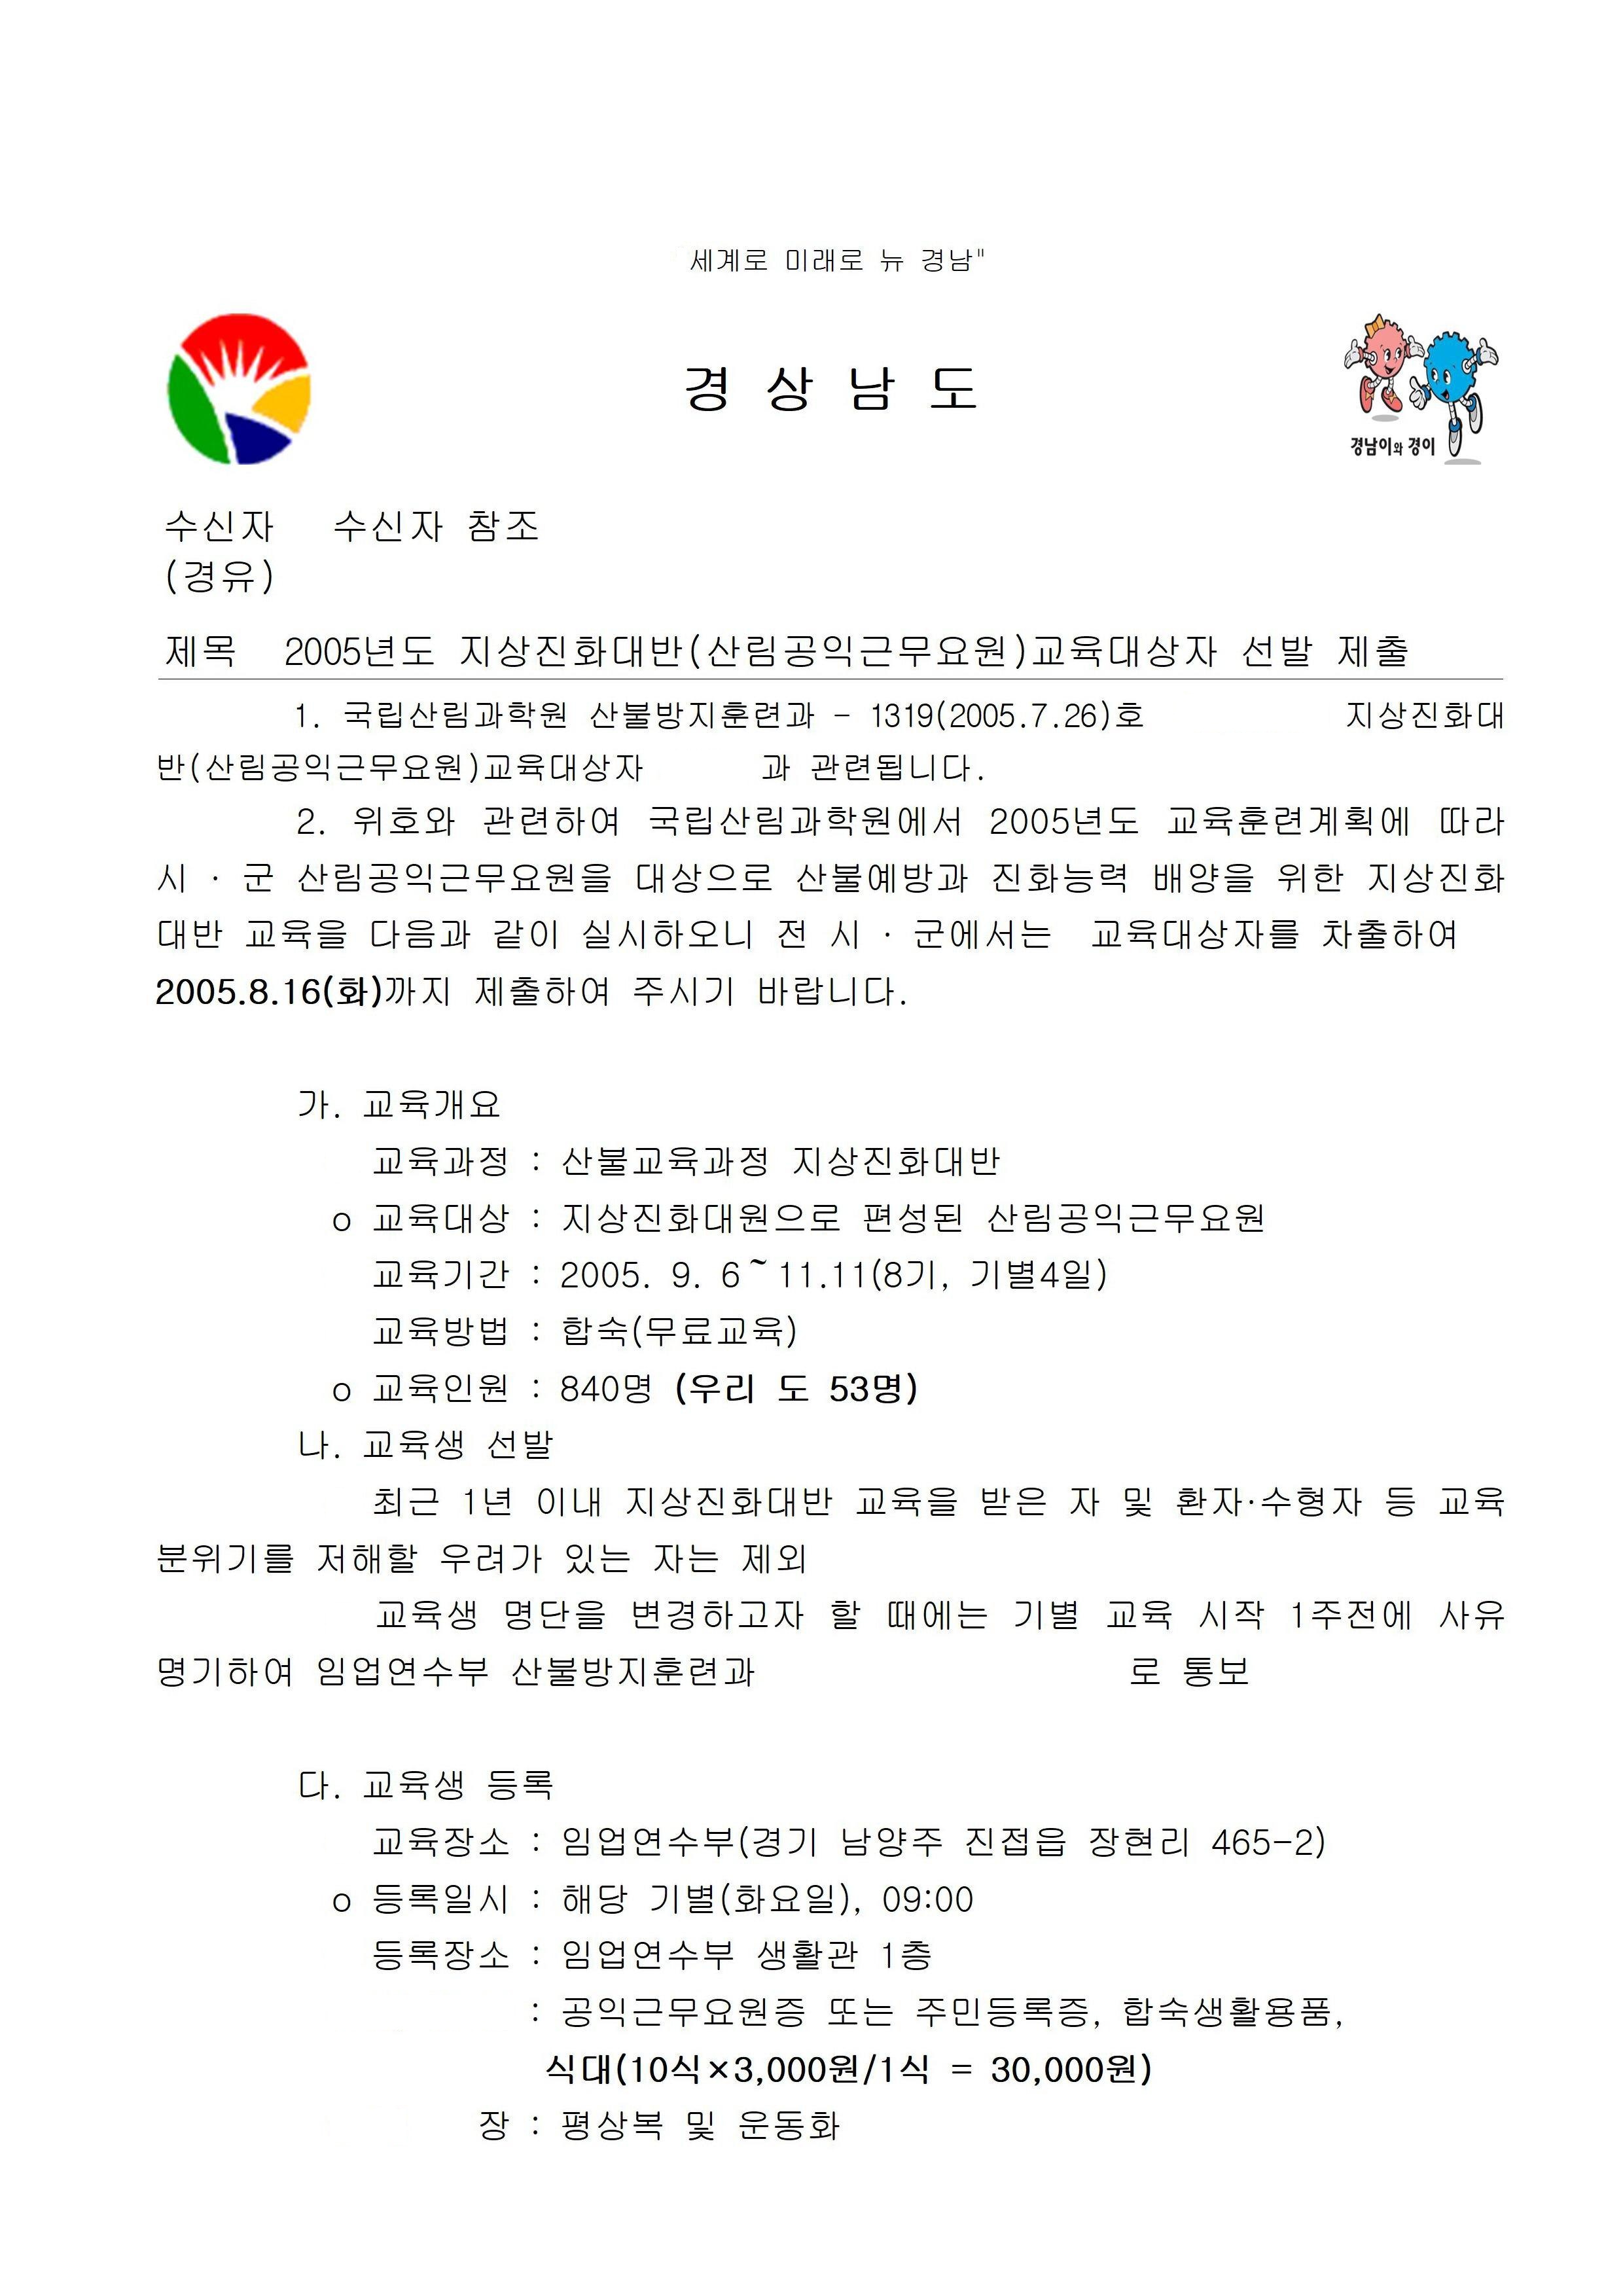 세계로 미래로 뉴 경남"
경 상 남 도
경남이와 경이
수신자 수신자 참조
(경유)
제목 2005년도 지상진화대반(산림공익근무요원)교육대상자 선발 제출
1. 국립산림과학원 산불방지훈련과 - 1319(2005.7.26)호 지상진화대
반(산림공익근무요원)교육대상자 과 관련됩니다.
2. 위호와 관련하여 국립산림과학원에서 2005년도 교육훈련계획에 따라
시 · 군 산림공익근무요원을 대상으로 산불예방과 진화능력 배양을 위한 지상진화
대반 교육을 다음과 같이 실시하오니 전 시 · 군에서는 교육대상자를 차출하여
2005.8.16(화)까지 제출하여 주시기 바랍니다.
가. 교육개요
교육과정 : 산불교육과정 지상진화대반
o 교육대상 : 지상진화대원으로 편성된 산림공익근무요원
교육기간 : 2005. 9. 6~11.11(8기, 기별4일)
교육방법 : 합숙(무료교육)
o 교육인원 : 840명 (우리 도 53명)
나. 교육생 선발
최근 1년 이내 지상진화대반 교육을 받은 자 및 환자·수형자 등 교육
분위기를 저해할 우려가 있는 자는 제외
교육생 명단을 변경하고자 할 때에는 기별 교육 시작 1주전에 사유
명기하여 임업연수부 산불방지훈련과 로 통보
다. 교육생 등록
교육장소 : 임업연수부(경기 남양주 진접읍 장현리 465-2)
o 등록일시 : 해당 기별(화요일), 09:00
등록장소 : 임업연수부 생활관 1층
: 공익근무요원증 또는 주민등록증, 합숙생활용품,
식대(10식×3,000원/1식 = 30,000원)
장 : 평상복 및 운동화